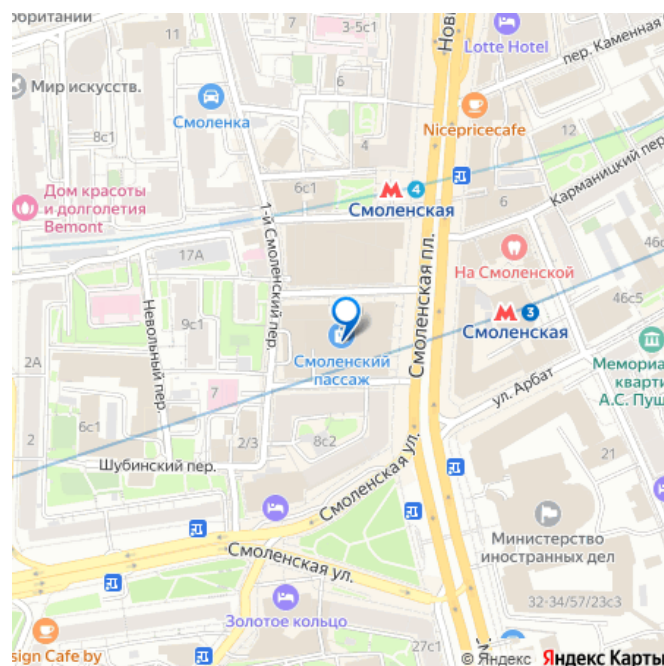 обритании
11
7
3-5с1
Нови
Lotte Hotel
пер. Каменная
Мир искусств.
Смоленка
6
8с1
Nicepricecafe
12
Карманицкий пер.
Дом красоты
и долголетия
Bemont
1-й Смоленский пер.
6с1
4
Смоленская
6
46с
17А
Смоленская пл.
На Смоленской
46с5
Невольный пер.
9с1
3
Смоленская
2А
Смоленский
пассаж
Мемориа
кварти
А.С. Пуш
ул. Арбат
7
6с1
2
2/3
8с2
Шубинский пер.
Смоленская ул.
21
Министерство
иностранных дел
Смоленская ул.
32-34/57/23с3
Золотое кольцо
27с1
sign Cafe by
© Яндекс Яндекс Карты